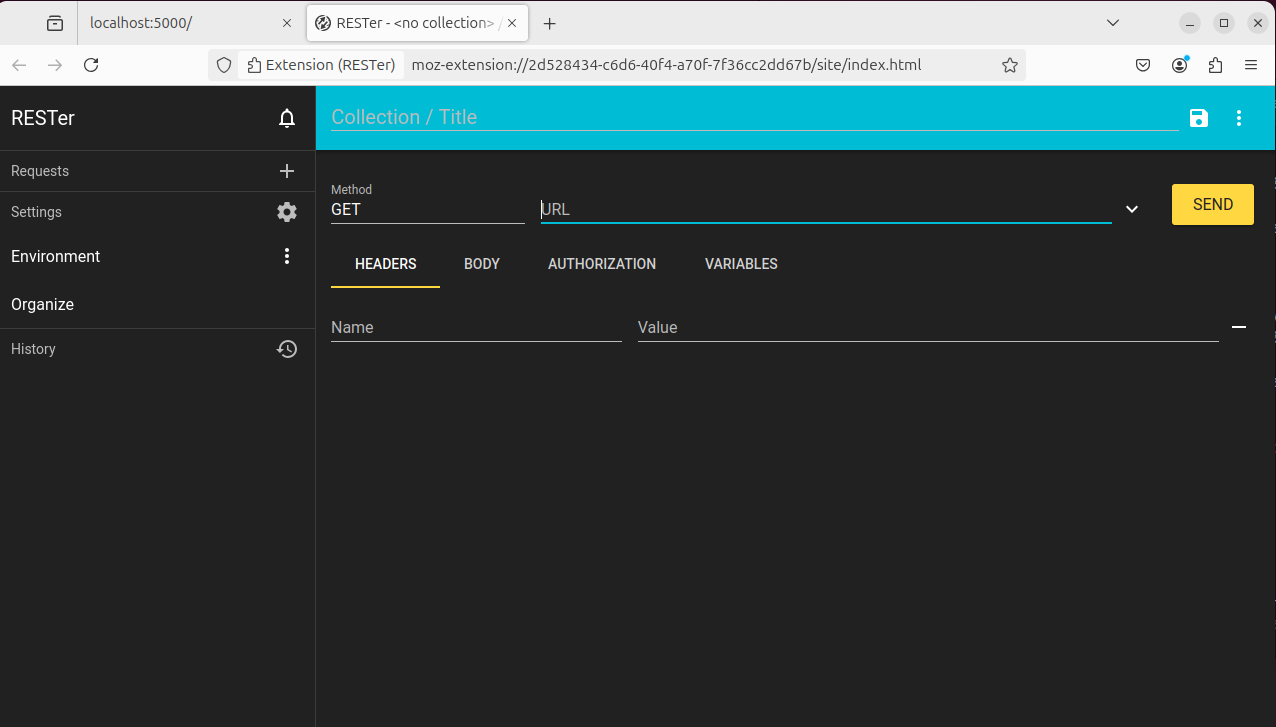 localhost:5000/
RESTer - <no collection> /
Extension (RESTer)
moz-extension://2d528434-c6d6-40f4-a70f-7f36cc2dd67b/site/index.html
RESTer
Collection / Title
Requests
Settings
Environment
Organize
History
Method
GET
URL
SEND
HEADERS
BODY
AUTHORIZATION
VARIABLES
Name
Value